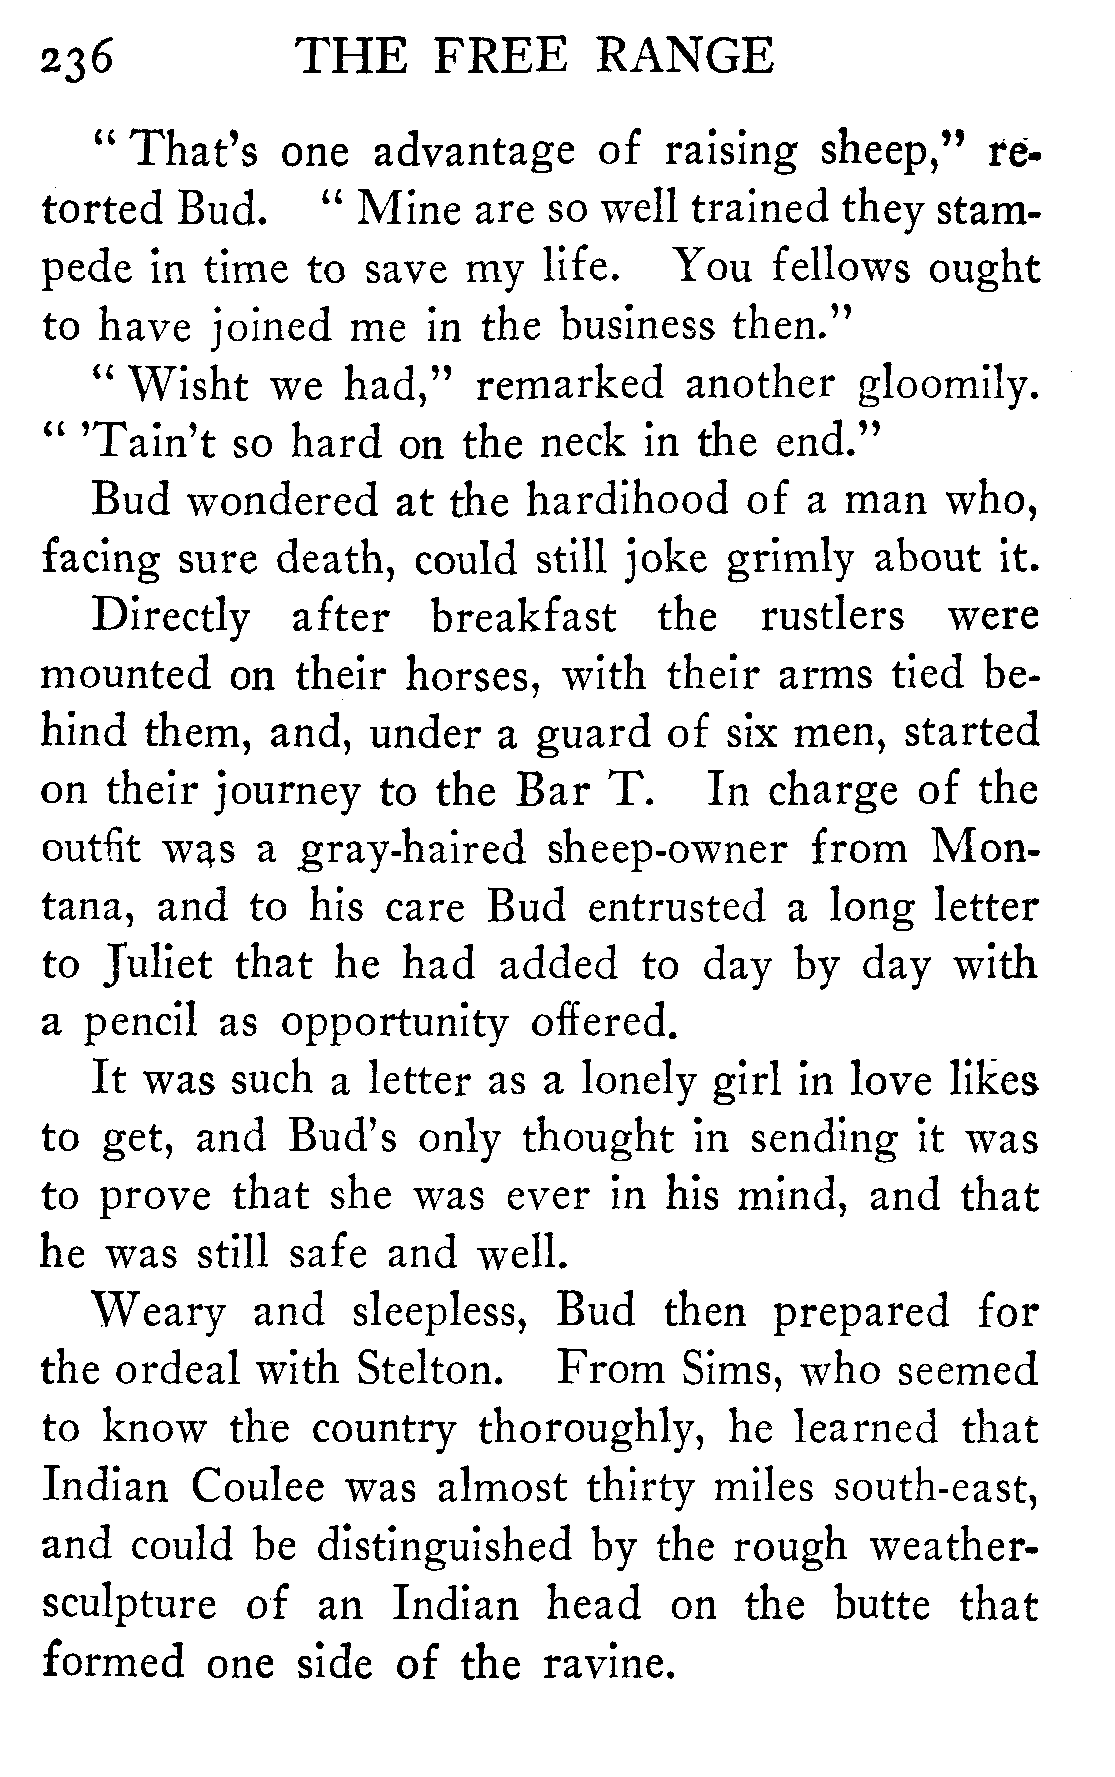 236 THE FREE RANGE
" That's one advantage of raising sheep," re-
torted Bud. " Mine are so well trained they stam-
pede in time to save my life. You fellows ought
to have joined me in the business then."
" Wisht we had," remarked another gloomily.
" 'Tain't so hard on the neck in the end."
Bud wondered at the hardihood of a man who,
facing sure death, could still joke grimly about it.
Directly after breakfast the rustlers were
mounted on their horses, with their arms tied be-
hind them, and, under a guard of six men, started
on their journey to the Bar T. In charge of the
outfit was a gray-haired sheep-owner from Mon-
tana, and to his care Bud entrusted a long letter
to Juliet that he had added to day by day with
a pencil as opportunity offered.
It was such a letter as a lonely girl in love likes
to get, and Bud's only thought in sending it was
to prove that she was ever in his mind, and that
he was still safe and well.
Weary and sleepless, Bud then prepared for
the ordeal with Stelton. From Sims, who seemed
to know the country thoroughly, he learned that
Indian Coulee was almost thirty miles south-east,
and could be distinguished by the rough weather-
sculpture of an Indian head on the butte that
formed one side of the ravine.